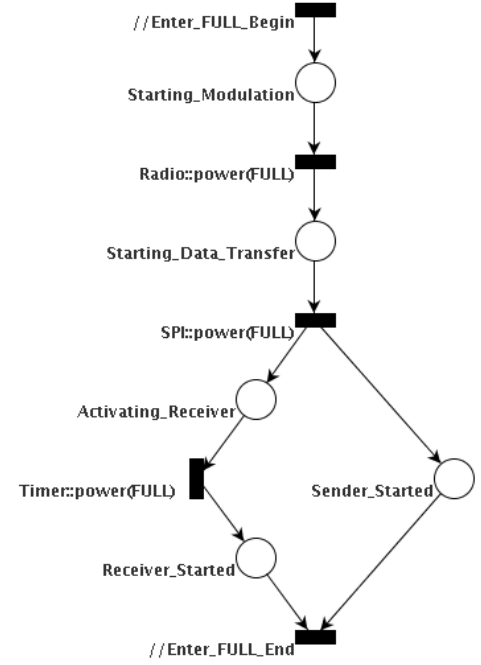 //Enter_FULL_Begin
Starting_Modulation
Radio::power(FULL)
Starting_Data_Transfer
SPI::power(FULL)
Activating_Receiver
Timer::power(FULL)
Sender_Started
Receiver_Started
//Enter_FULL_End